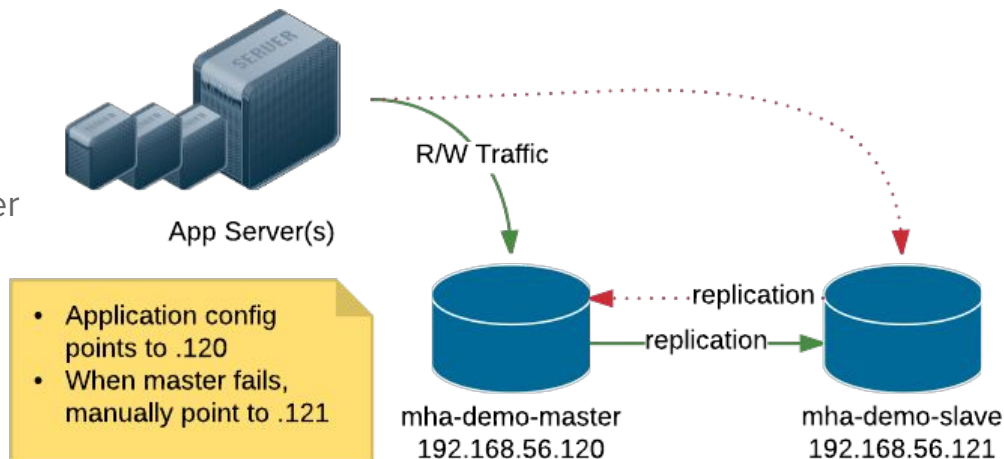 SERVER
R/W Traffic
er
App Server(s)
replication
replication
• Application config
points to .120
• When master fails,
manually point to .121
mha-demo-master
192.168.56.120
mha-demo-slave
192.168.56.121